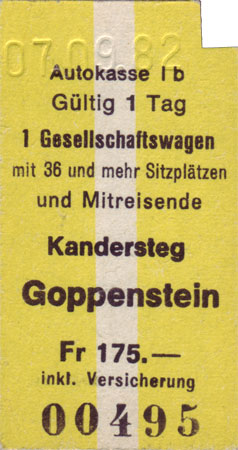 07.09.82
Autokasse I b
Gültig 1 Tag
1 Gesellschaftswagen
mit 36 und mehr Sitzplätzen
und Mitreisende
Kandersteg
Goppenstein
Fr 175.—
inkl. Versicherung
00495